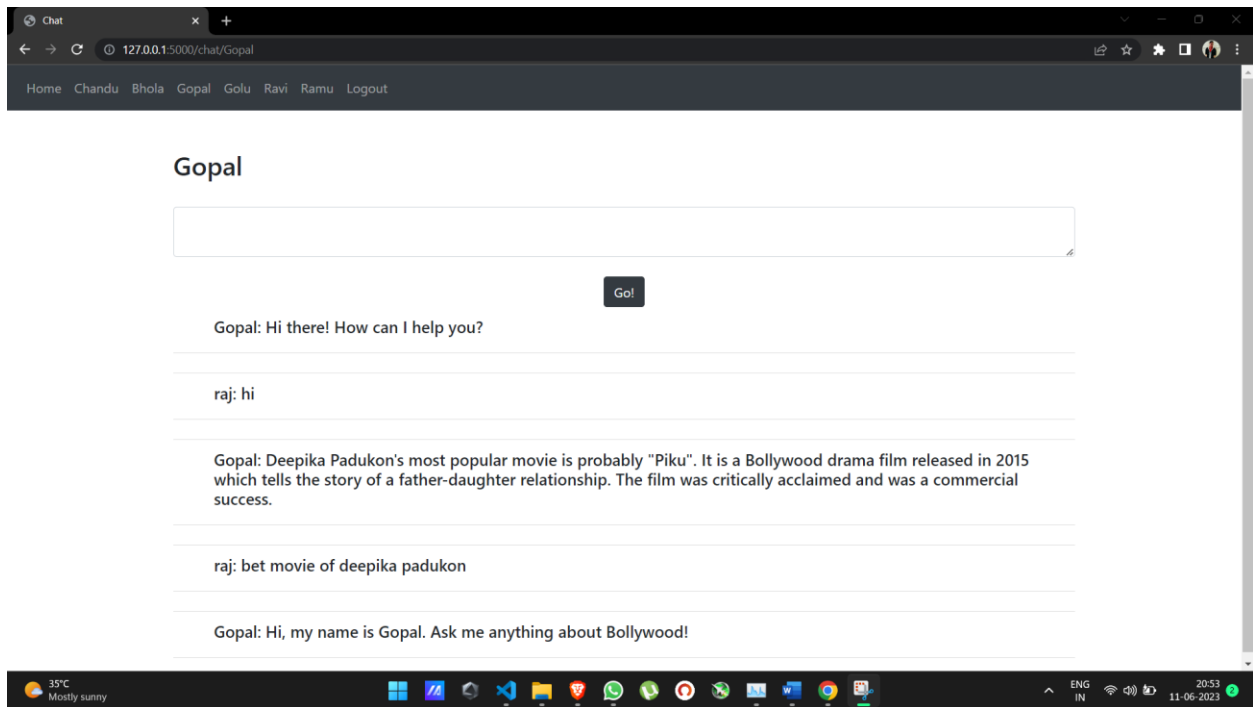 Chat
127.0.0.1:5000/chat/Gopal
Home Chandu Bhola Gopal Golu Ravi Ramu Logout
Gopal
Go!
Gopal: Hi there! How can I help you?
raj: hi
Gopal: Deepika Padukon's most popular movie is probably "Piku". It is a Bollywood drama film released in 2015
which tells the story of a father-daughter relationship. The film was critically acclaimed and was a commercial
success.
raj: bet movie of deepika padukon
Gopal: Hi, my name is Gopal. Ask me anything about Bollywood!
35°C
Mostly sunny
ENG
IN
20:53
11-06-2023
2